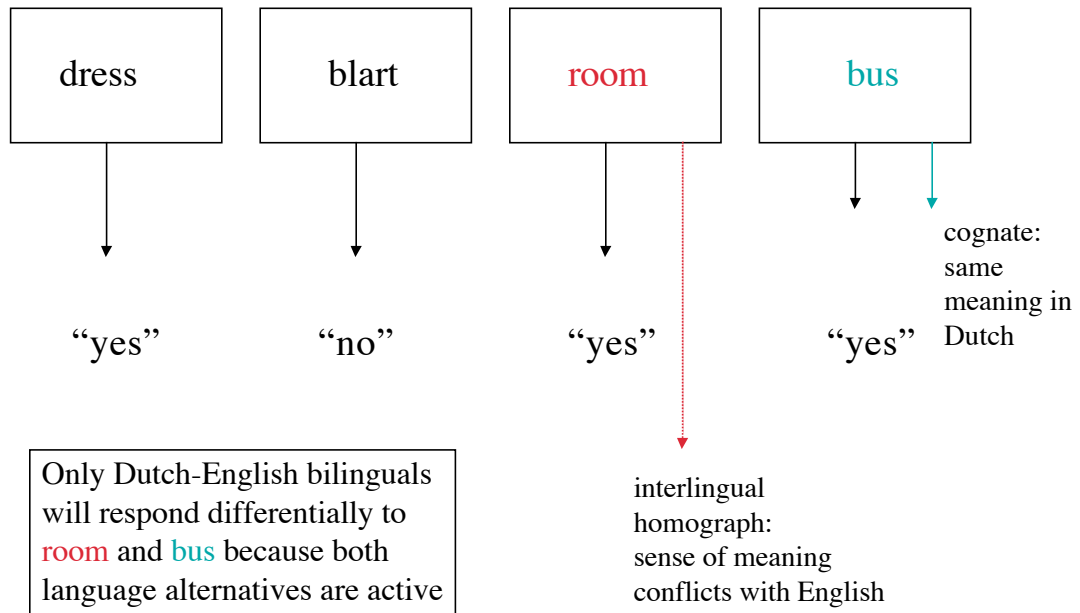 dress
blart
room
bus
cognate:
same
meaning in
Dutch
“yes”
“no”
“yes”
“yes”
Only Dutch-English bilinguals
will respond differentially to
room and bus because both
language alternatives are active
interlingual
homograph:
sense of meaning
conflicts with English